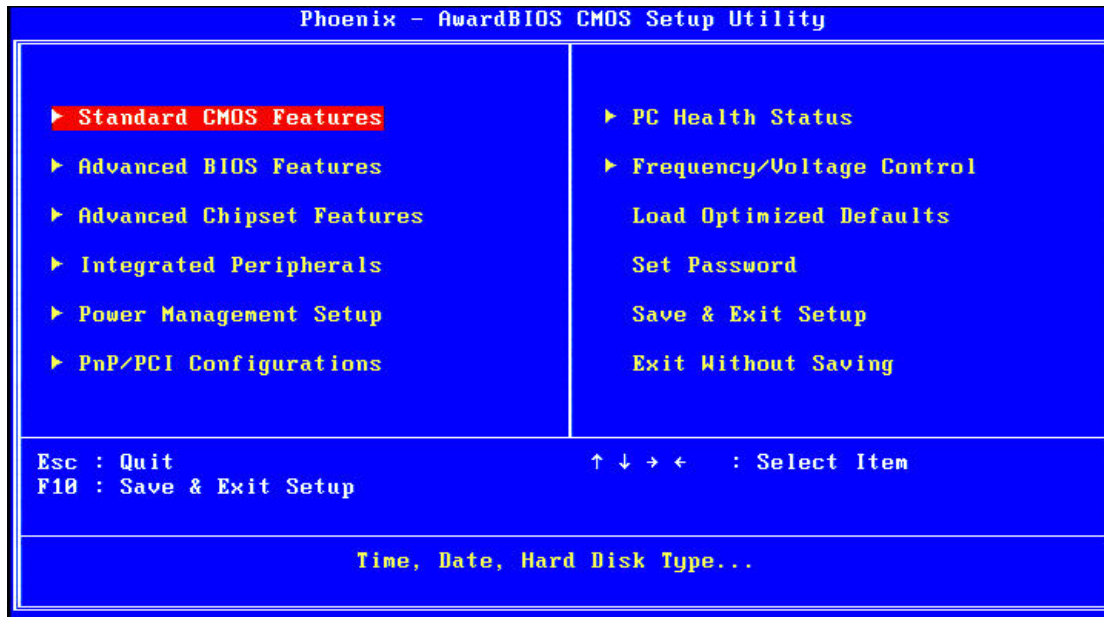 Phoenix - AwardBIOS CMOS Setup Utility
▶ Standard CMOS Features
▶ Advanced BIOS Features
▶ Advanced Chipset Features
▶ Integrated Peripherals
▶ Power Management Setup
▶ PnP/PCI Configurations
▶ PC Health Status
▶ Frequency/Voltage Control
Load Optimized Defaults
Set Password
Save & Exit Setup
Exit Without Saving
Esc : Quit
F10 : Save & Exit Setup
↑ ↓ → ← : Select Item
Time, Date, Hard Disk Type...